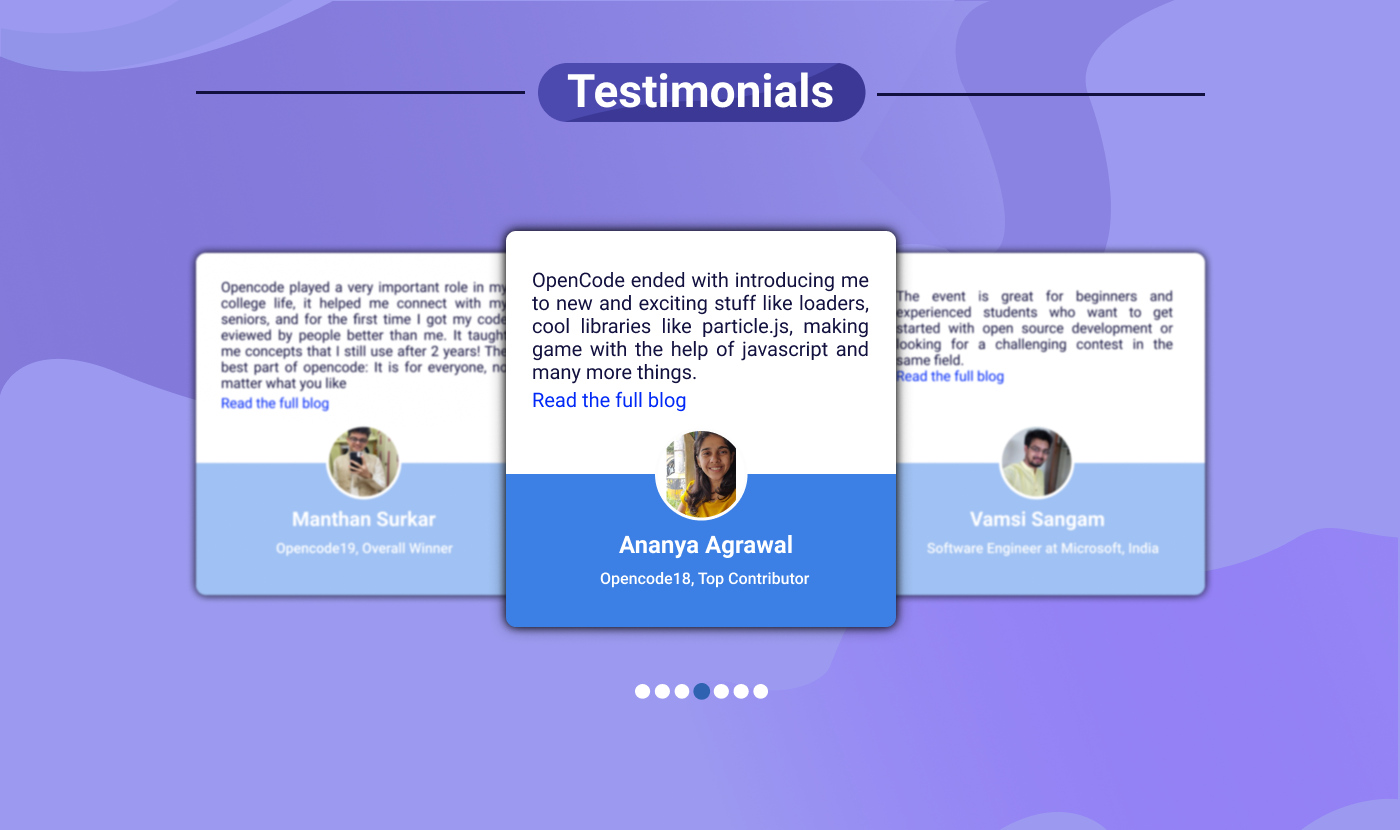 Testimonials
Opencode played a very important role in my
college life, it helped me connect with my
seniors, and for the first time I got my code
eviewed by people better than me. It taught
me concepts that I still use after 2 years! The
best part of opencode: It is for everyone, no
matter what you like
Read the full blog
Manthan Surkar
Opencode19, Overall Winner
OpenCode ended with introducing me
to new and exciting stuff like loaders,
cool libraries like particle.js, making
game with the help of javascript and
many more things.
Read the full blog
Ananya Agrawal
Opencode18, Top Contributor
The event is great for beginners and
experienced students who want to get
started with open source development or
looking for a challenging contest in the
same field.
Read the full blog
Vamsi Sangam
Software Engineer at Microsoft, India